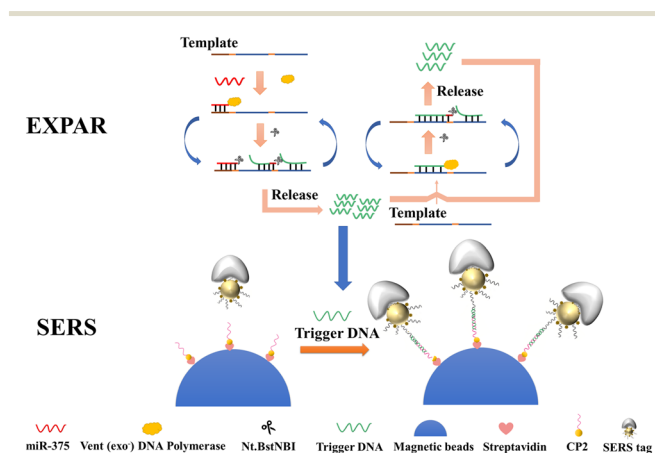 Template
EXPAR
Release
Release
Template
SERS
Trigger DNA
miR-375
Vent (exo-) DNA Polymerase
Nt.BstNBI
Trigger DNA
Magnetic beads
Streptavidin
CP2
SERS tag